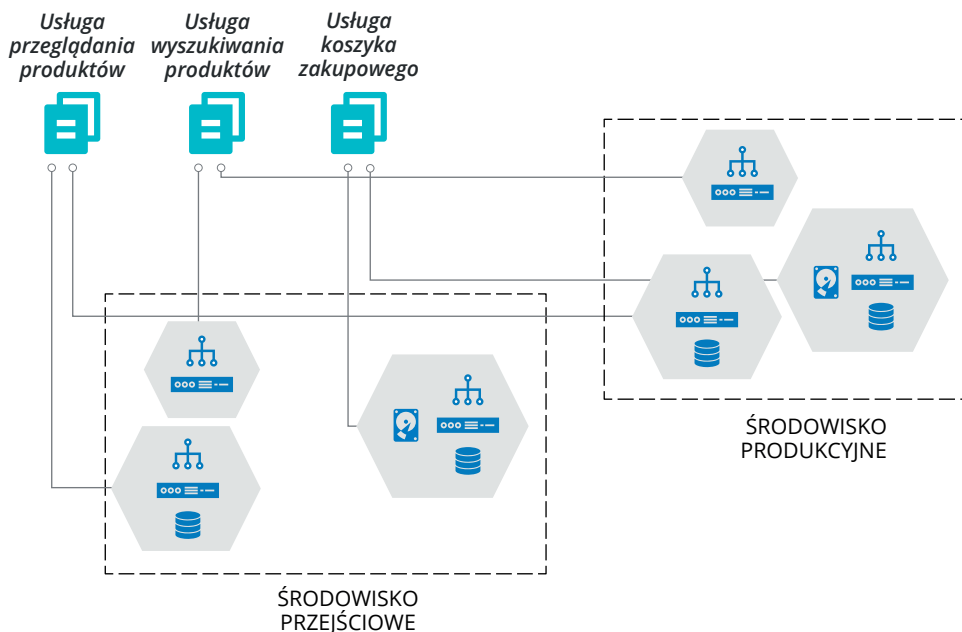 Usługa
przeglądania
produktów
Usługa
wyszukiwania
produktów
Usługa
koszyka
zakupowego
ŚRODOWISKO
PRODUKCYJNE
ŚRODOWISKO
PRZEJŚCIOWE